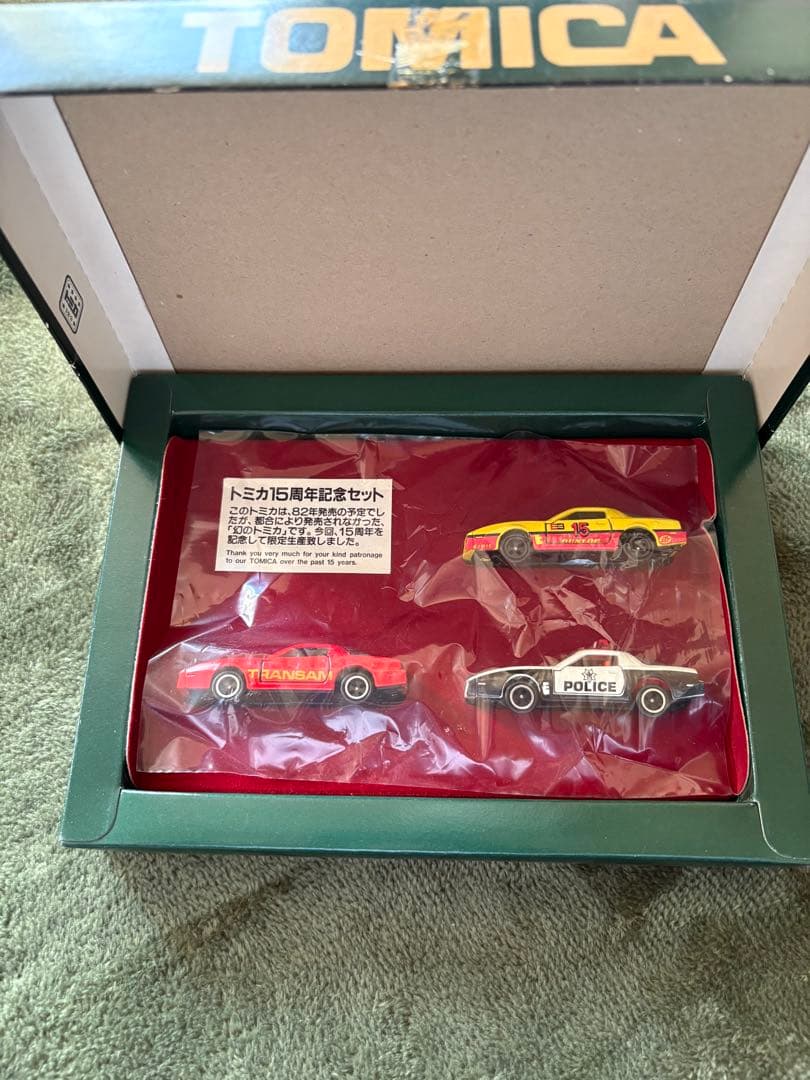 TOMICA
トミカ15周年記念セット
このトミカは、82年発売の予定でし
たが、都合により発売されなかった、
「幻のトミカ」です。今回、15周年を
記念して限定生産致しました。
Thank you very much for your kind patronage
to our TOMICA over the past 15 years.
15
DUNLOP
TRANSAM
6 POLICE